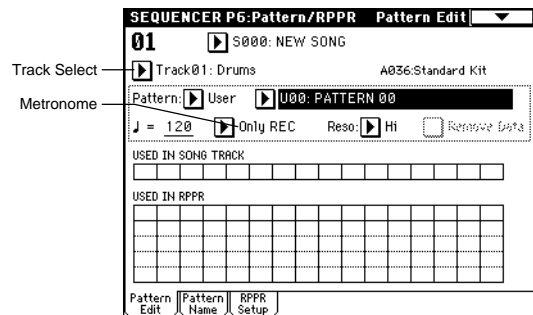 SEQUENCER P6:Pattern/RPPR Pattern Edit
01 S000: NEW SONG
Track Select
Track01: Drums A036:Standard Kit
Metronome
Pattern: User U00: PATTERN 00
♩ = 120 Only REC Reso: Hi Remove Data
USED IN SONG TRACK
USED IN RPPR
Pattern Edit Pattern Name RPPR Setup